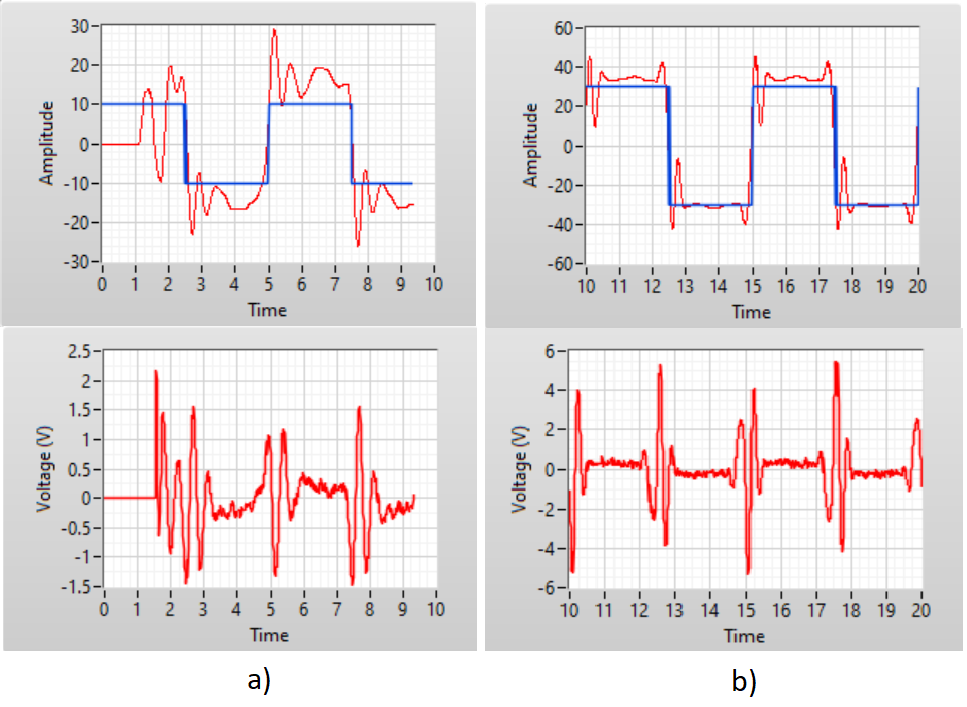 30
20
10
0
-10
-20
-30
Amplitude
0 1 2 3 4 5 6 7 8 9 10
Time
60
40
20
0
-20
-40
-60
Amplitude
10 11 12 13 14 15 16 17 18 19 20
Time
2.5
2
1.5
1
0.5
0
-0.5
-1
-1.5
Voltage (V)
0 1 2 3 4 5 6 7 8 9 10
Time
6
4
2
0
-2
-4
-6
Voltage (V)
10 11 12 13 14 15 16 17 18 19 20
Time
a)
b)